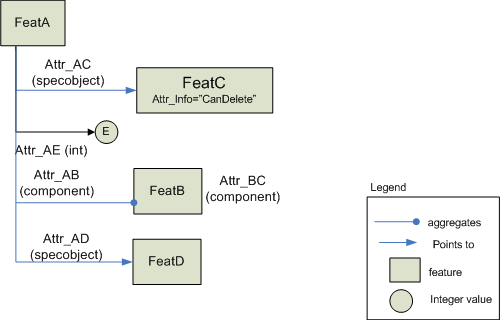 FeatA
Attr_AC
(specobject)
FeatC
Attr_Info="CanDelete"
E
Attr_AE (int)
Attr_AB
(component)
FeatB
Attr_BC
(component)
Attr_AD
(specobject)
FeatD
Legend
aggregates
Points to
feature
Integer value